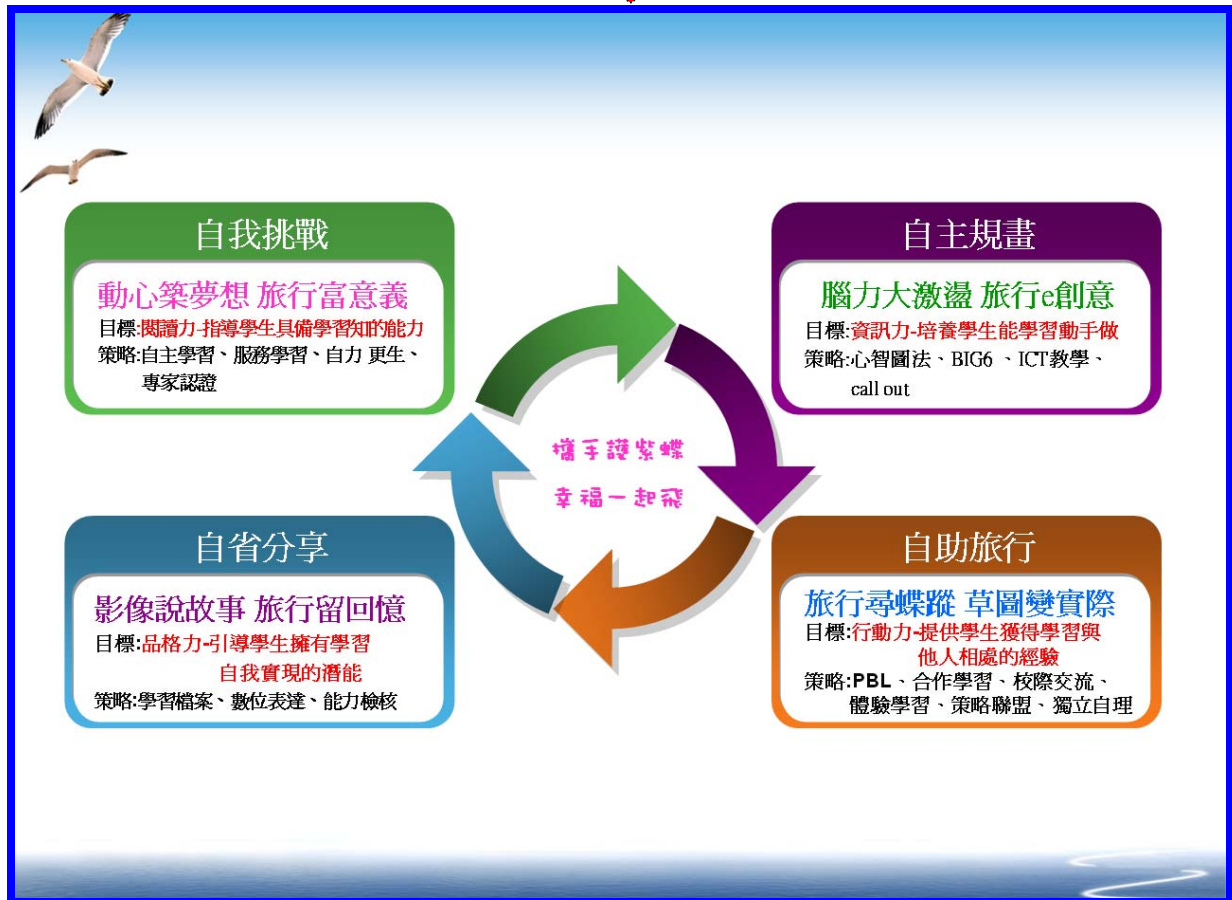 自我挑戰
動心築夢想 旅行富意義
目標:閱讀力-指導學生具備學習知的能力
策略:自主學習、服務學習、自力 更生、
專家認證
自主規畫
腦力大激盪 旅行e創意
目標:資訊力-培養學生能學習動手做
策略:心智圖法、BIG6 、ICT教學、
call out
攜手護紫蝶
幸福一起飛
自省分享
影像說故事 旅行留回憶
目標:品格力-引導學生擁有學習
自我實現的潛能
策略:學習檔案、數位表達、能力檢核
自助旅行
旅行尋蝶蹤 草圖變實際
目標:行動力-提供學生獲得學習與
他人相處的經驗
策略:PBL、合作學習、校際交流、
體驗學習、策略聯盟、獨立自理